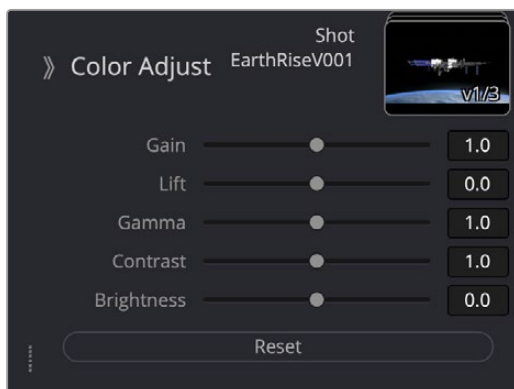 Shot
Color Adjust
EarthRiseV001
v1/3
Gain
1.0
Lift
0.0
Gamma
1.0
Contrast
1.0
Brightness
0.0
Reset